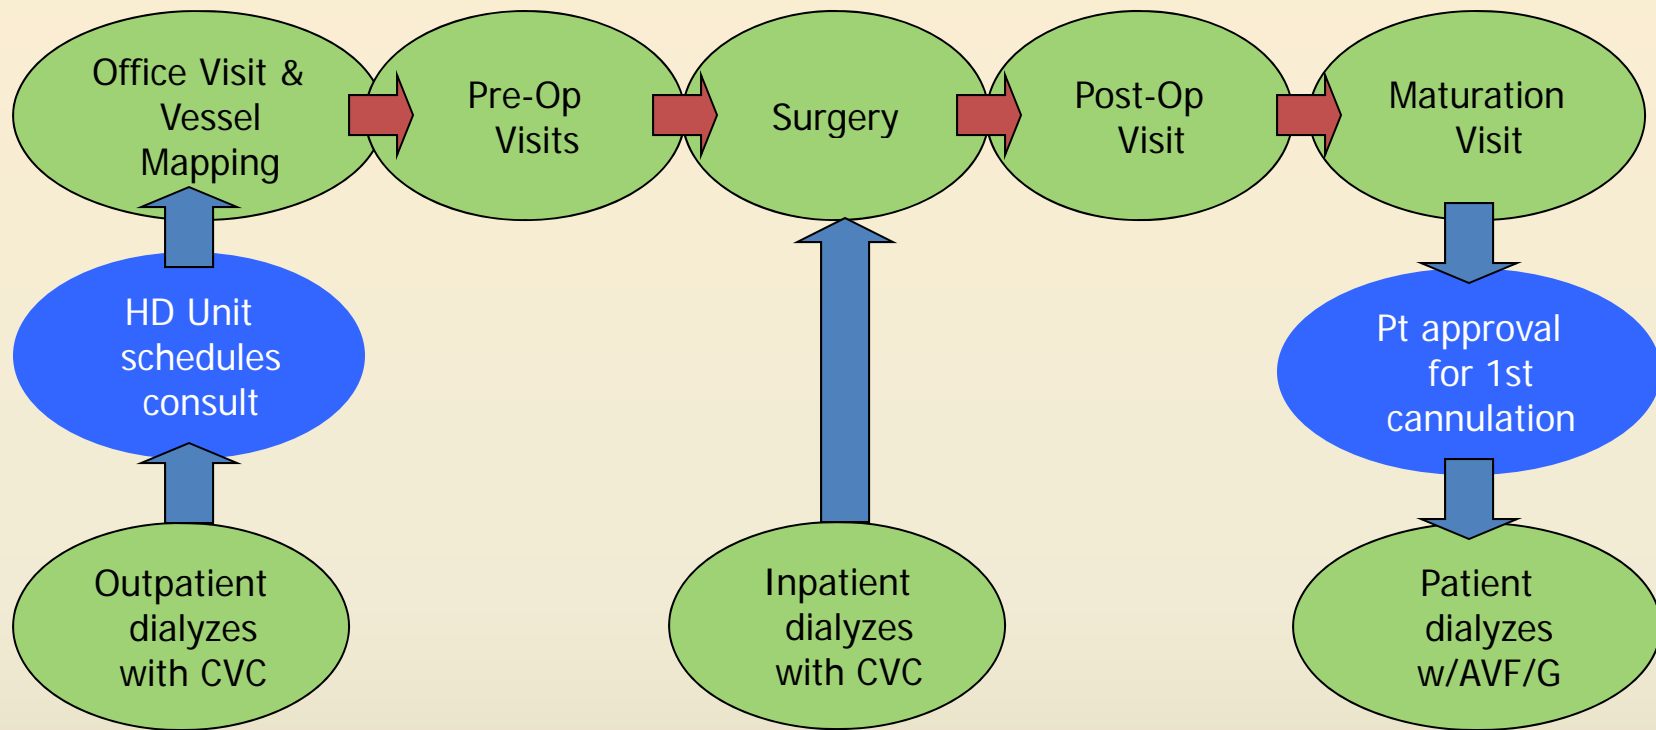 Office Visit &
Vessel
Mapping
Pre-Op
Visits
Surgery
Post-Op
Visit
Maturation
Visit
HD Unit
schedules
consult
Pt approval
for 1st
cannulation
Outpatient
dialyzes
with CVC
Inpatient
dialyzes
with CVC
Patient
dialyzes
w/AVF/G